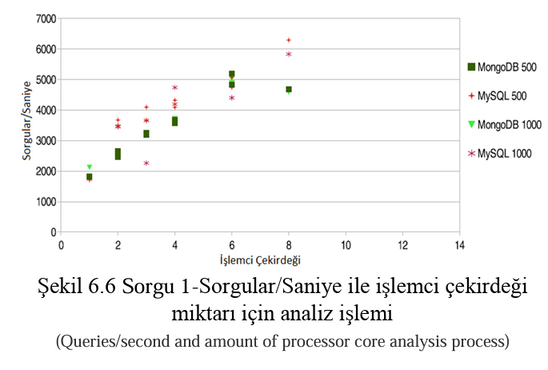 7000
6000
5000
4000
3000
2000
1000
0
Sorgular/Saniye
0 2 4 6 8 10 12 14
İşlemci Çekirdeği
MongoDB 500
MySQL 500
MongoDB 1000
MySQL 1000
Şekil 6.6 Sorgu 1-Sorgular/Saniye ile işlemci çekirdeği
miktarı için analiz işlemi
(Queries/second and amount of processor core analysis process)